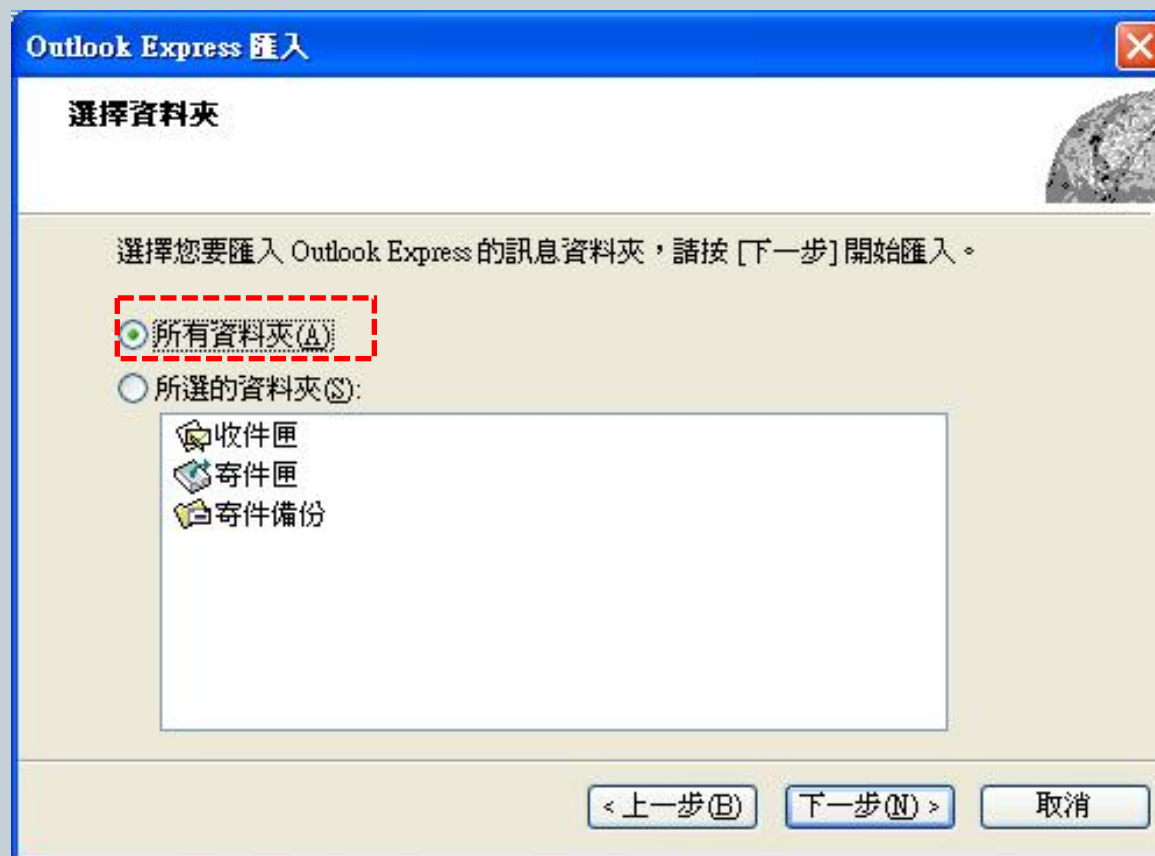 Outlook Express 匯入
選擇資料夾
選擇您要匯入 Outlook Express 的訊息資料夾，請按 [下一步] 開始匯入。
所有資料夾(A)
所選的資料夾(S):
收件匣
寄件匣
寄件備份
< 上一步(B)
下一步(N) >
取消